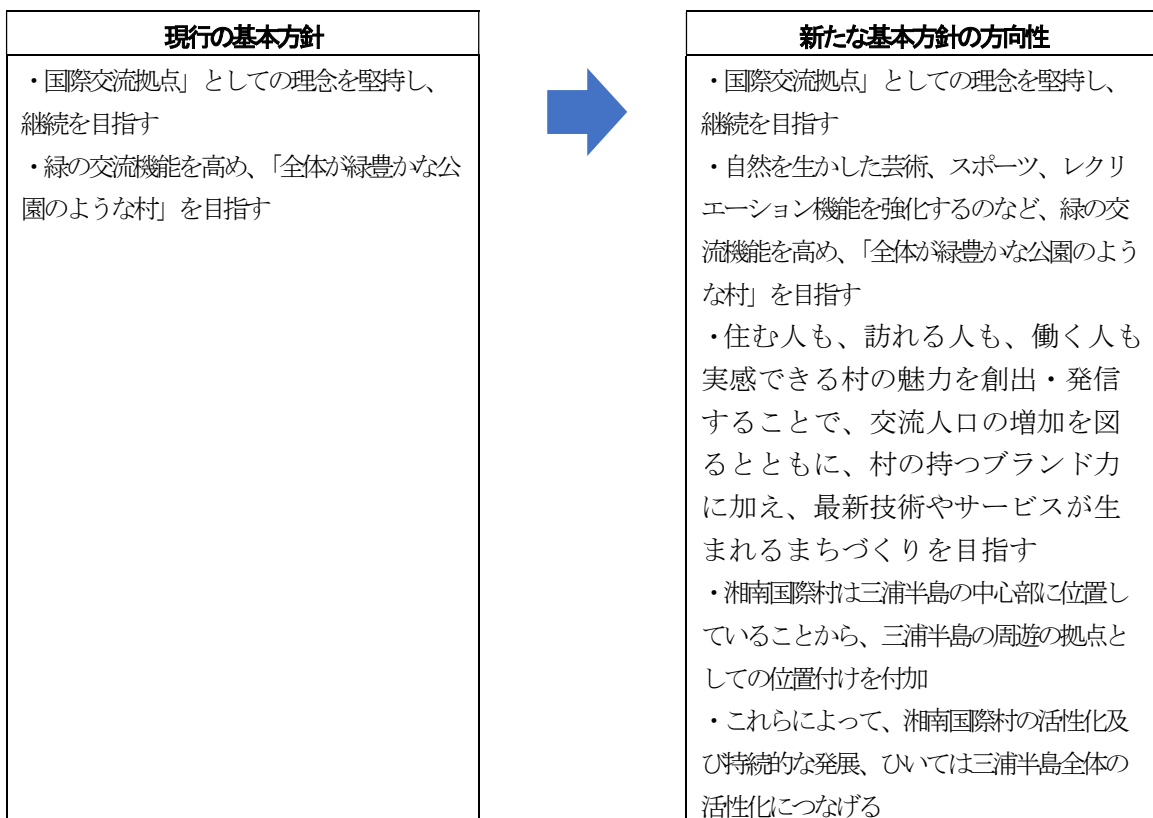 現行の基本方針
・国際交流拠点」としての理念を堅持し、
継続を目指す
・緑の交流機能を高め、「全体が緑豊かな公
園のような村」を目指す
新たな基本方針の方向性
・国際交流拠点」としての理念を堅持し、
継続を目指す
・自然を生かした芸術、スポーツ、レクリ
エーション機能を強化するのなど、緑の交
流機能を高め、「全体が緑豊かな公園のよう
な村」を目指す
・住む人も、訪れる人も、働く人も
実感できる村の魅力を創出・発信
することで、交流人口の増加を図
るとともに、村の持つブランド力
に加え、最新技術やサービスが生
まれるまちづくりを目指す
・湘南国際村は三浦半島の中心部に位置し
ていることから、三浦半島の周遊の拠点と
しての位置付けを付加
・これらによって、湘南国際村の活性化及
び持続的な発展、ひいては三浦半島全体の
活性化につなげる